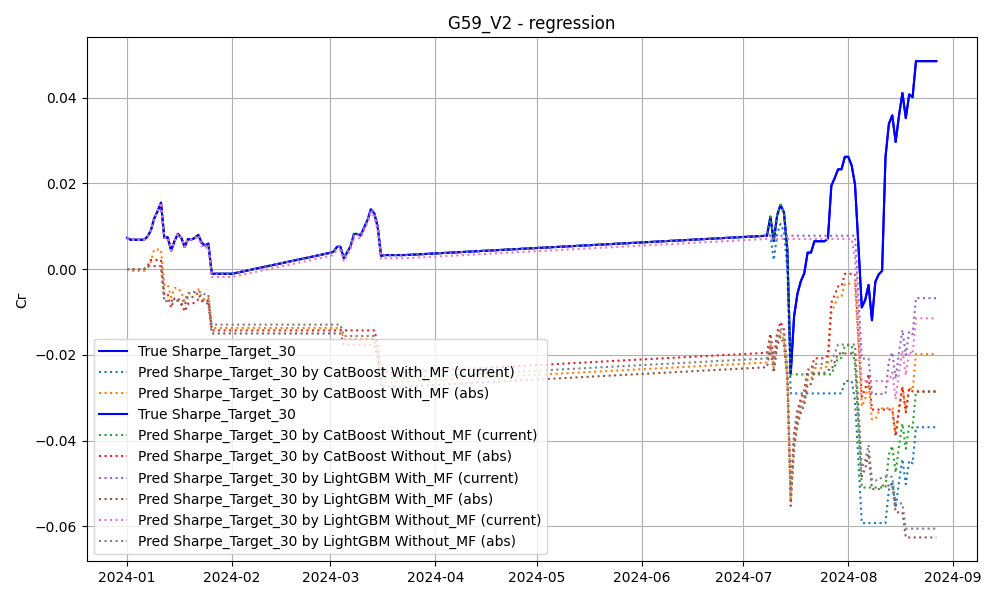 G59_V2 - regression
Cr
0.04
0.02
0.00
−0.02
−0.04
−0.06
True Sharpe_Target_30
Pred Sharpe_Target_30 by CatBoost With_MF (current)
Pred Sharpe_Target_30 by CatBoost With_MF (abs)
True Sharpe_Target_30
Pred Sharpe_Target_30 by CatBoost Without_MF (current)
Pred Sharpe_Target_30 by CatBoost Without_MF (abs)
Pred Sharpe_Target_30 by LightGBM With_MF (current)
Pred Sharpe_Target_30 by LightGBM With_MF (abs)
Pred Sharpe_Target_30 by LightGBM Without_MF (current)
Pred Sharpe_Target_30 by LightGBM Without_MF (abs)
2024-01 2024-02 2024-03 2024-04 2024-05 2024-06 2024-07 2024-08 2024-09